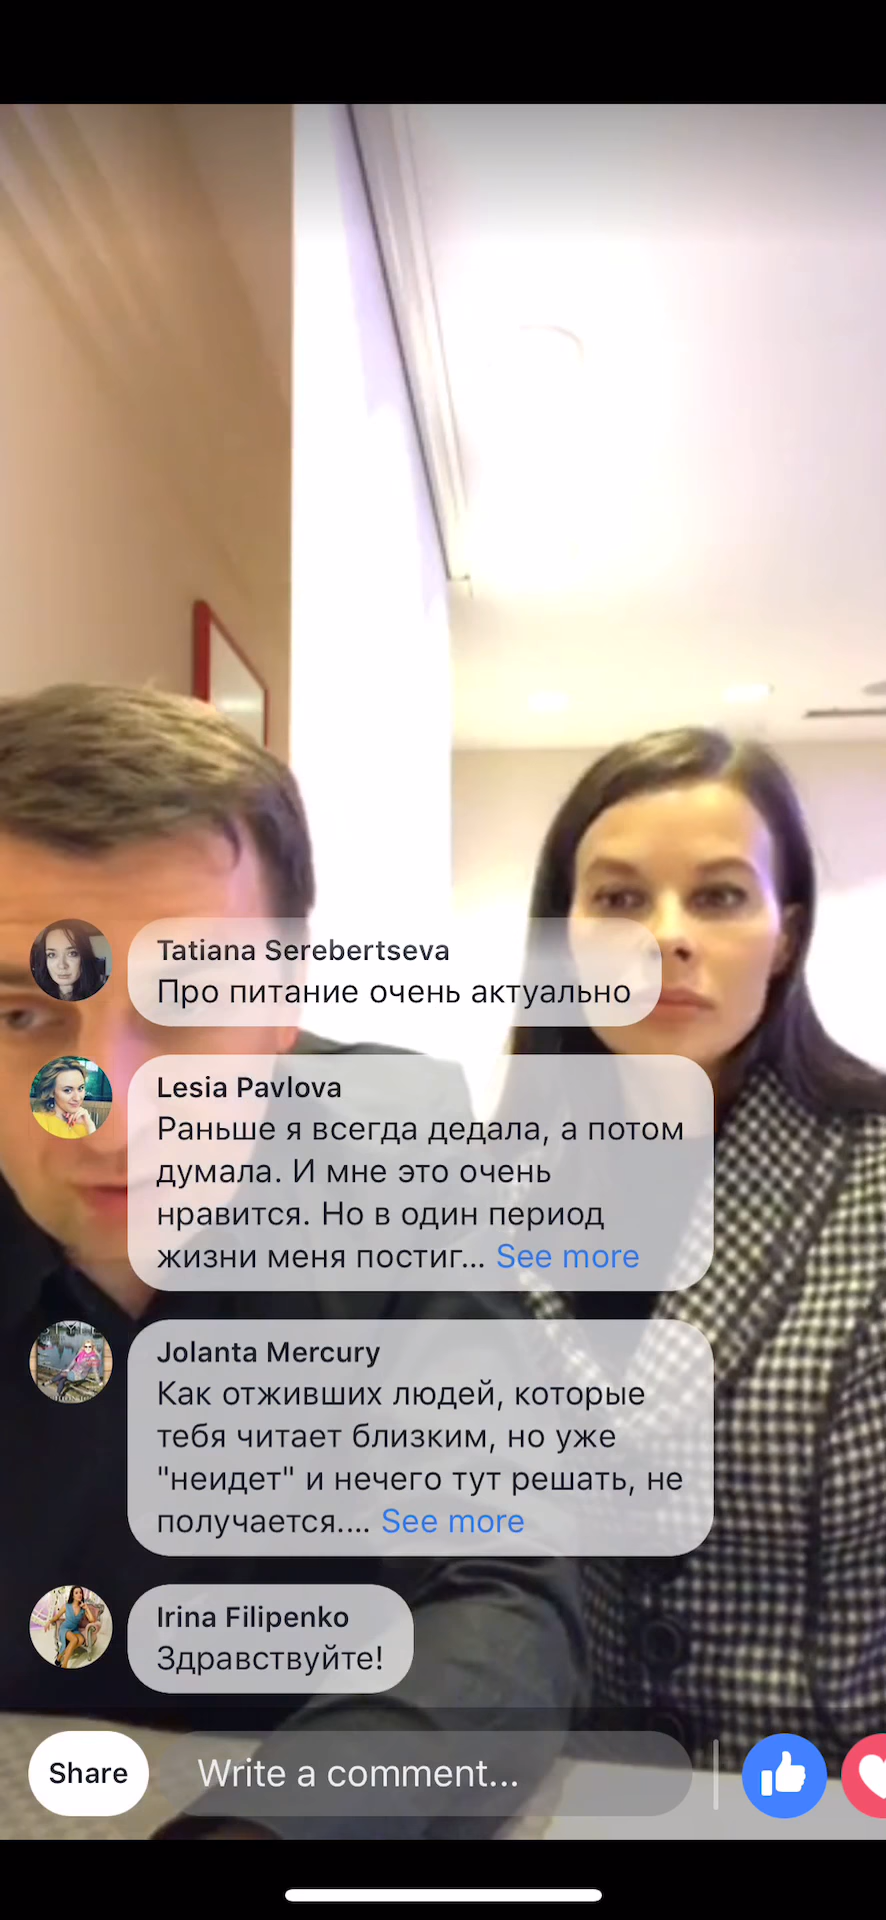 Tatiana Serebertseva
Про питание очень актуально
Lesia Pavlova
Раньше я всегда дедала, а потом
думала. И мне это очень
нравится. Но в один период
жизни меня постиг... See more
Jolanta Mercury
Как отживших людей, которые
тебя читает близким, но уже
"неидет" и нечего тут решать, не
получается.... See more
Irina Filipenko
Здравствуйте!
Share
Write a comment...